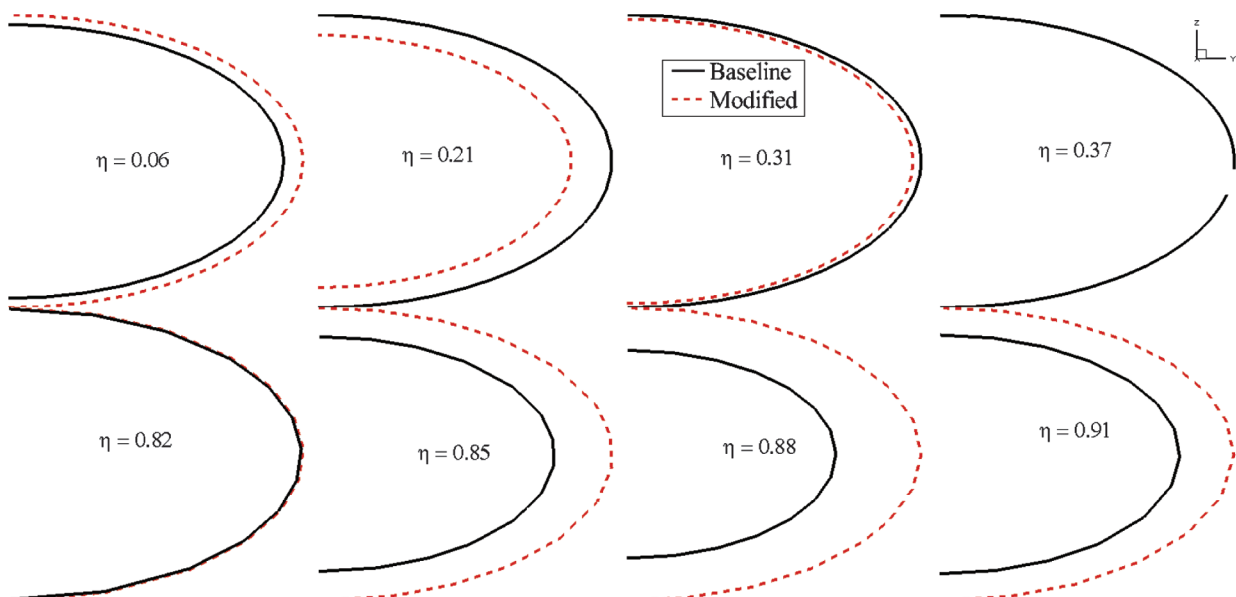 η = 0.06
η = 0.21
Baseline
Modified
η = 0.31
η = 0.37
Z
X
Y
η = 0.82
η = 0.85
η = 0.88
η = 0.91